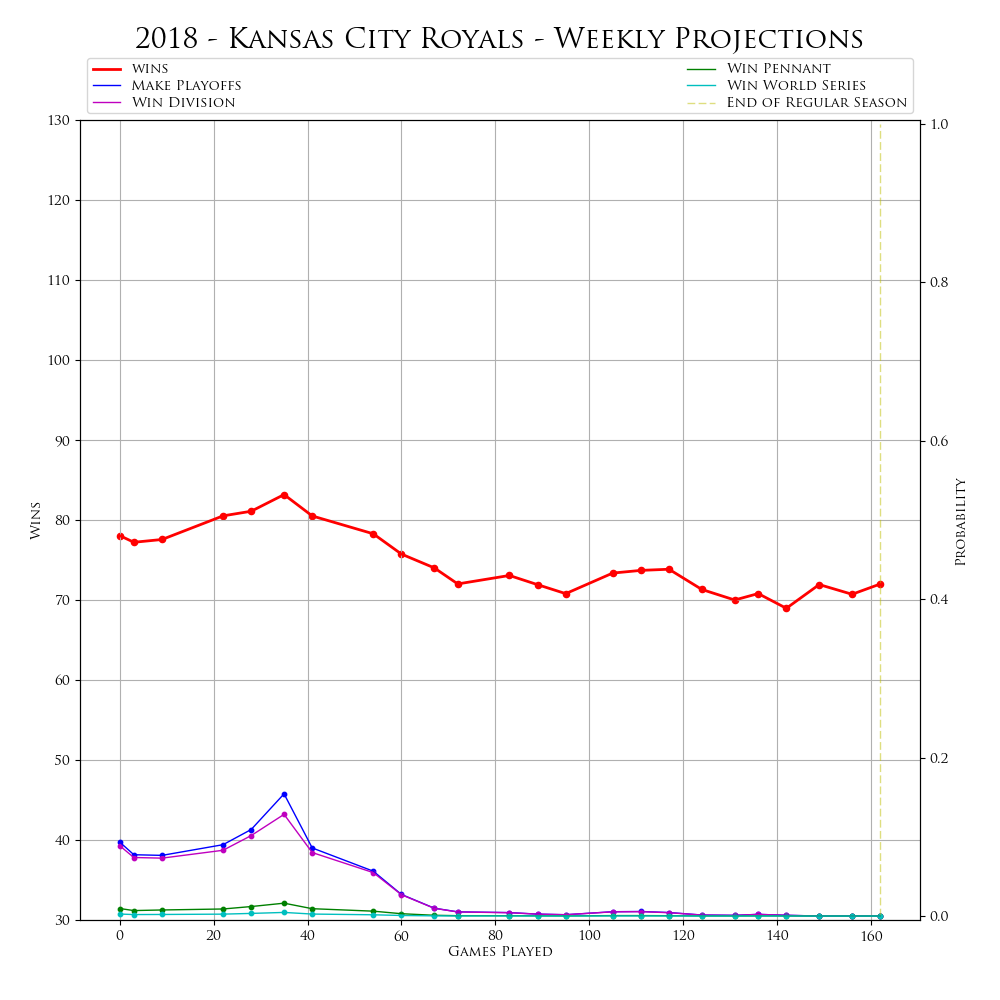 2018 - Kansas City Royals - Weekly Projections
wins
Make Playoffs
Win Division
Win Pennant
Win World Series
End of Regular Season
130
120
110
100
90
80
70
60
50
40
30
Wins
1.0
0.8
0.6
0.4
0.2
0.0
Probability
0 20 40 60 80 100 120 140 160
Games Played